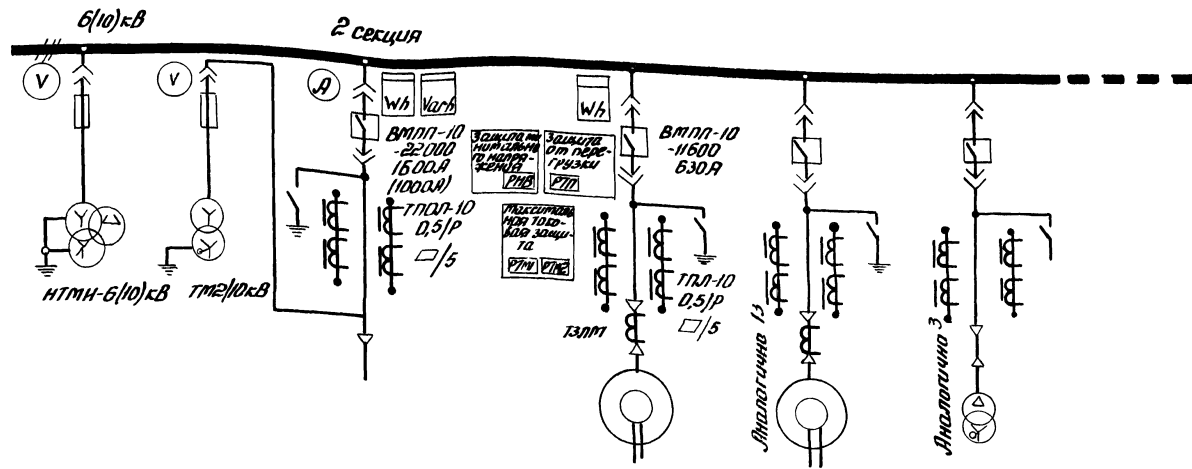 6(10)кВ
2 секция
V
V
A
Wh
Varh
Wh
ВМПП-10
-22000
1600А
(1000А)
ТПОЛ-10
0,5/Р
/5
Защита ми
нимально
го напря-
жения
РНВ
Защита
от пере-
грузки
РТП
Максималь-
ная токо-
вая защи-
та
РТМ1
РТМ2
ВМПП-10
-11600
630А
ТПЛ-10
0,5/Р
/5
ТЗЛМ
НТМИ-6(10)кВ
ТМ2/10кВ
Аналогично 13
Аналогично 3